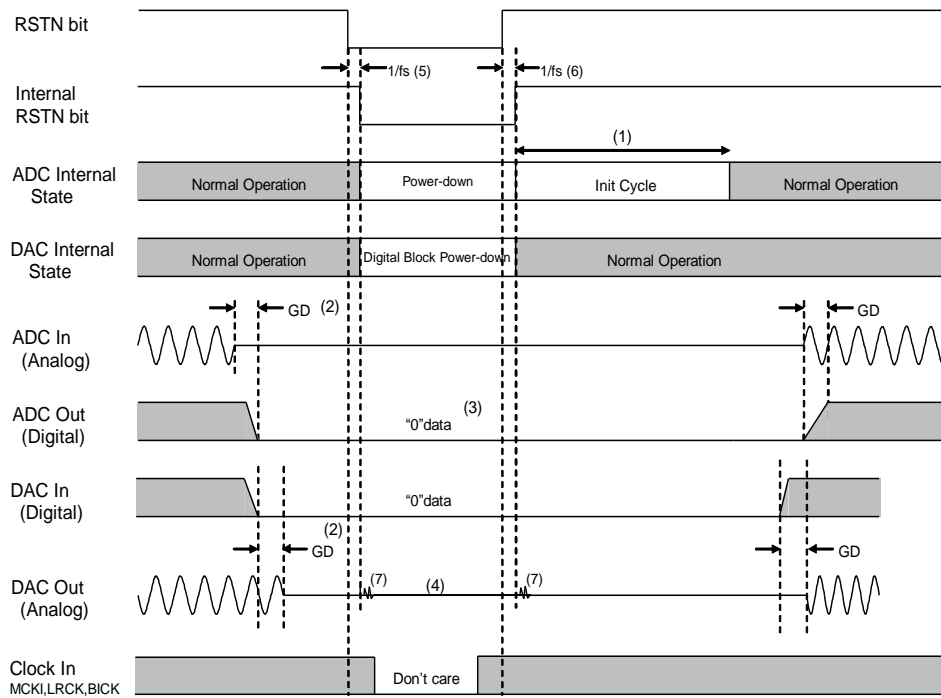 RSTN bit
1/fs (5)
1/fs (6)
Internal
RSTN bit
(1)
ADC Internal
State
Normal Operation
Power-down
Init Cycle
Normal Operation
DAC Internal
State
Normal Operation
Digital Block Power-down
Normal Operation
GD (2)
GD
ADC In
(Analog)
ADC Out
(Digital)
(3)
“0”data
DAC In
(Digital)
“0”data
(2)
GD
GD
DAC Out
(Analog)
(7)
(4)
(7)
Clock In
MCKI,LRCK,BICK
Don’t care